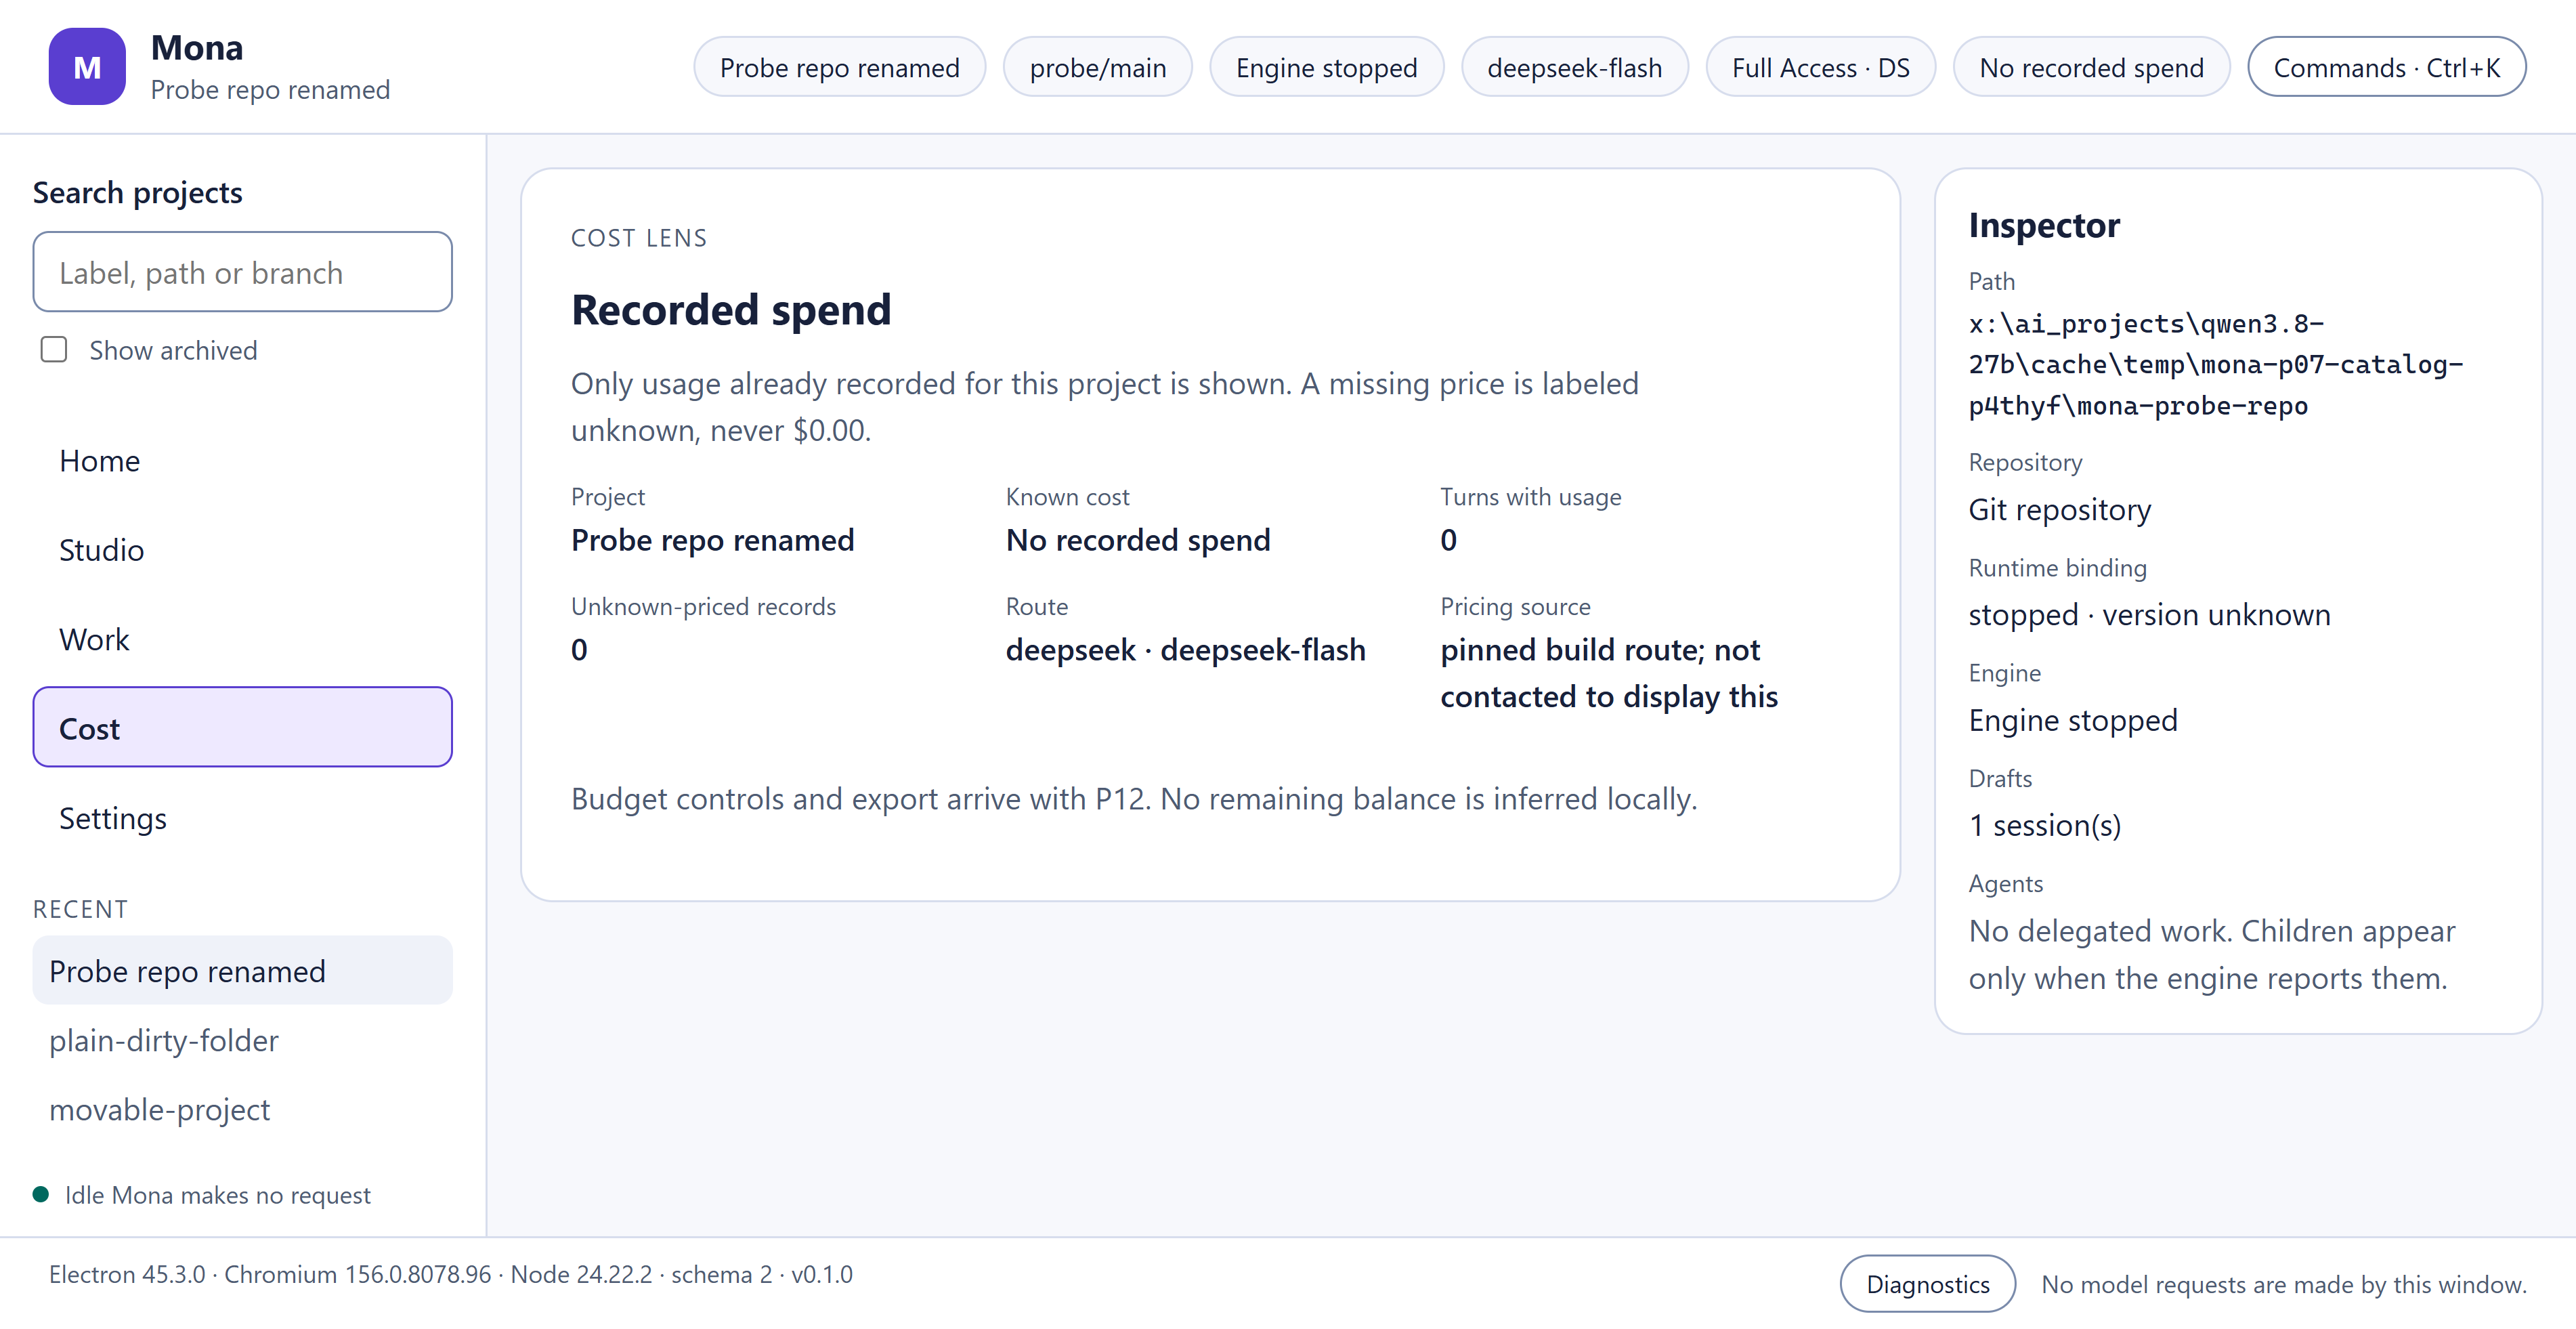 M
Mona
Probe repo renamed
Probe repo renamed
probe/main
Engine stopped
deepseek-flash
Full Access · DS
No recorded spend
Commands · Ctrl+K
Search projects
Label, path or branch
Show archived
Home
Studio
Work
Cost
Settings
RECENT
Probe repo renamed
plain-dirty-folder
movable-project
Idle Mona makes no request
COST LENS
Recorded spend
Only usage already recorded for this project is shown. A missing price is labeled
unknown, never $0.00.
Project
Probe repo renamed
Known cost
No recorded spend
Turns with usage
0
Unknown-priced records
0
Route
deepseek · deepseek-flash
Pricing source
pinned build route; not
contacted to display this
Budget controls and export arrive with P12. No remaining balance is inferred locally.
Inspector
Path
x:\ai_projects\qwen3.8-
27b\cache\temp\mona-p07-catalog-
p4thyf\mona-probe-repo
Repository
Git repository
Runtime binding
stopped · version unknown
Engine
Engine stopped
Drafts
1 session(s)
Agents
No delegated work. Children appear
only when the engine reports them.
Electron 45.3.0 · Chromium 156.0.8078.96 · Node 24.22.2 · schema 2 · v0.1.0
Diagnostics
No model requests are made by this window.